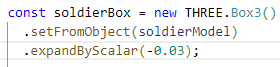 const soldierBox = new THREE.Box3()
.setFromObject(soldierModel)
.expandByScalar(-0.03);